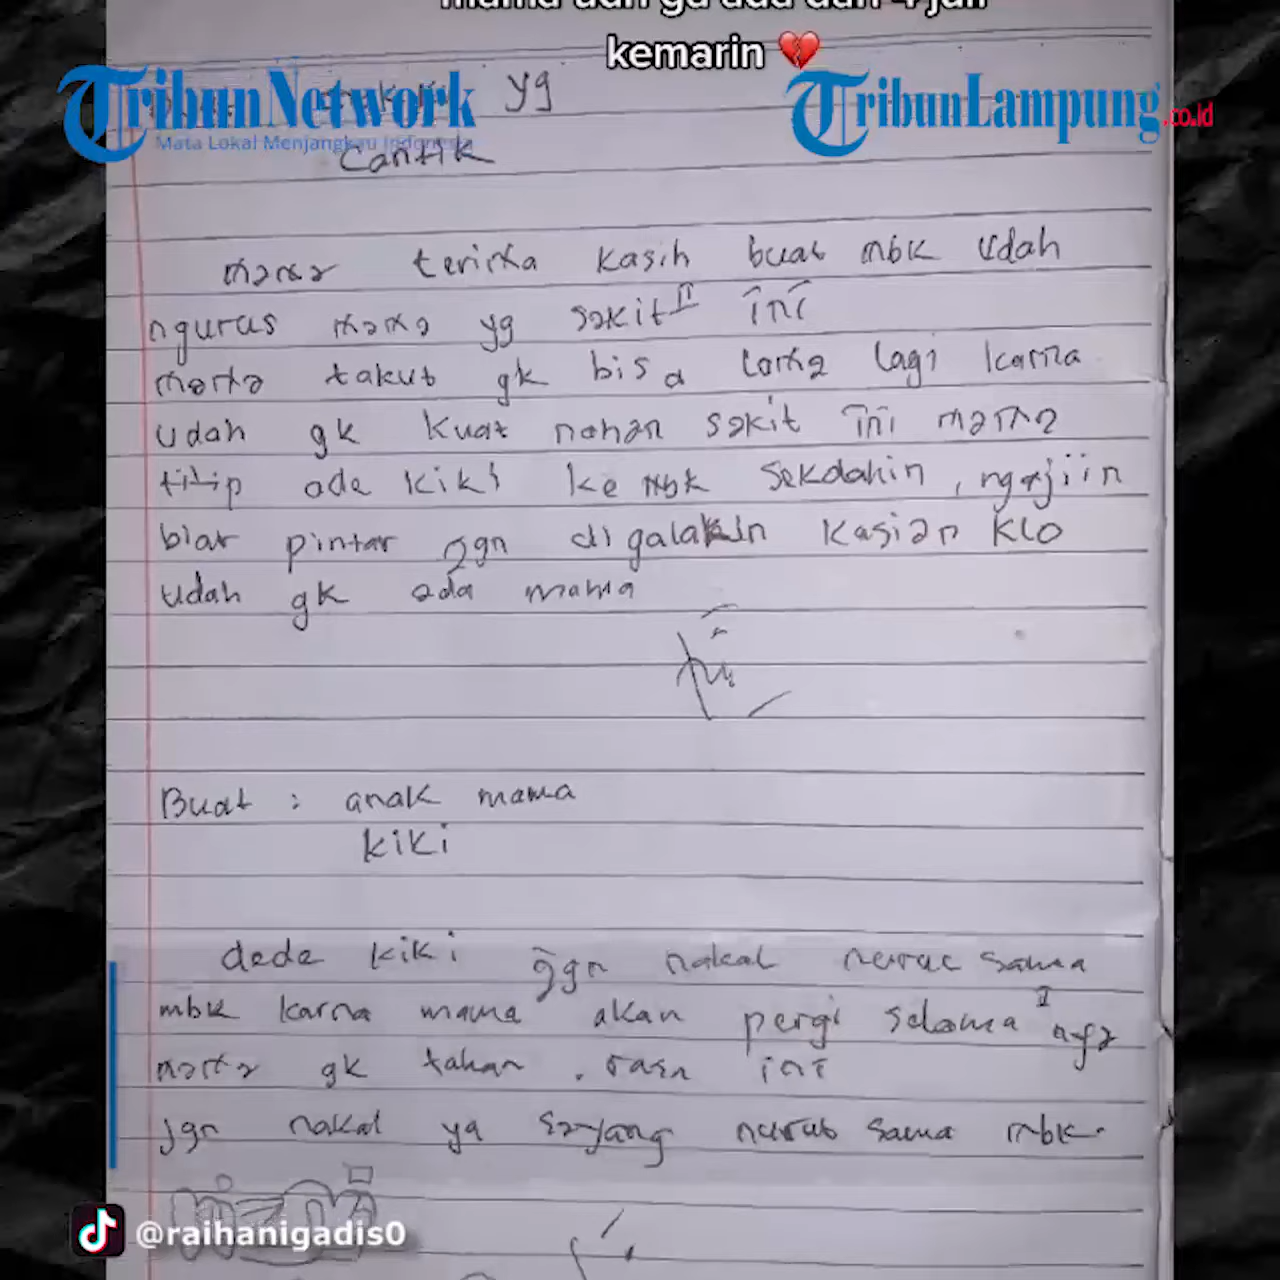 kemarin 💔
TribunNetwork
Mata Lokal Menjangkau Indonesia
TribunLampung.co.id
yg
Cantik
mama terima kasih buat mbk udah
ngurus mama yg sakit" ini
mama takut gk bisa lama lagi karna
udah gk kuat nahan sakit ini mama
titip ade kiki ke mbk sekolahin, ngajiin
biar pintar jgn digalakin kasian klo
udah gk ada mama
Buat : anak mama
kiki
dede kiki jgn nakal nurut sama
mbk karna mama akan pergi selama" nya
mama gk tahan. rasa ini
jgn nakal ya sayang nurut sama mbk.
@raihanigadis0